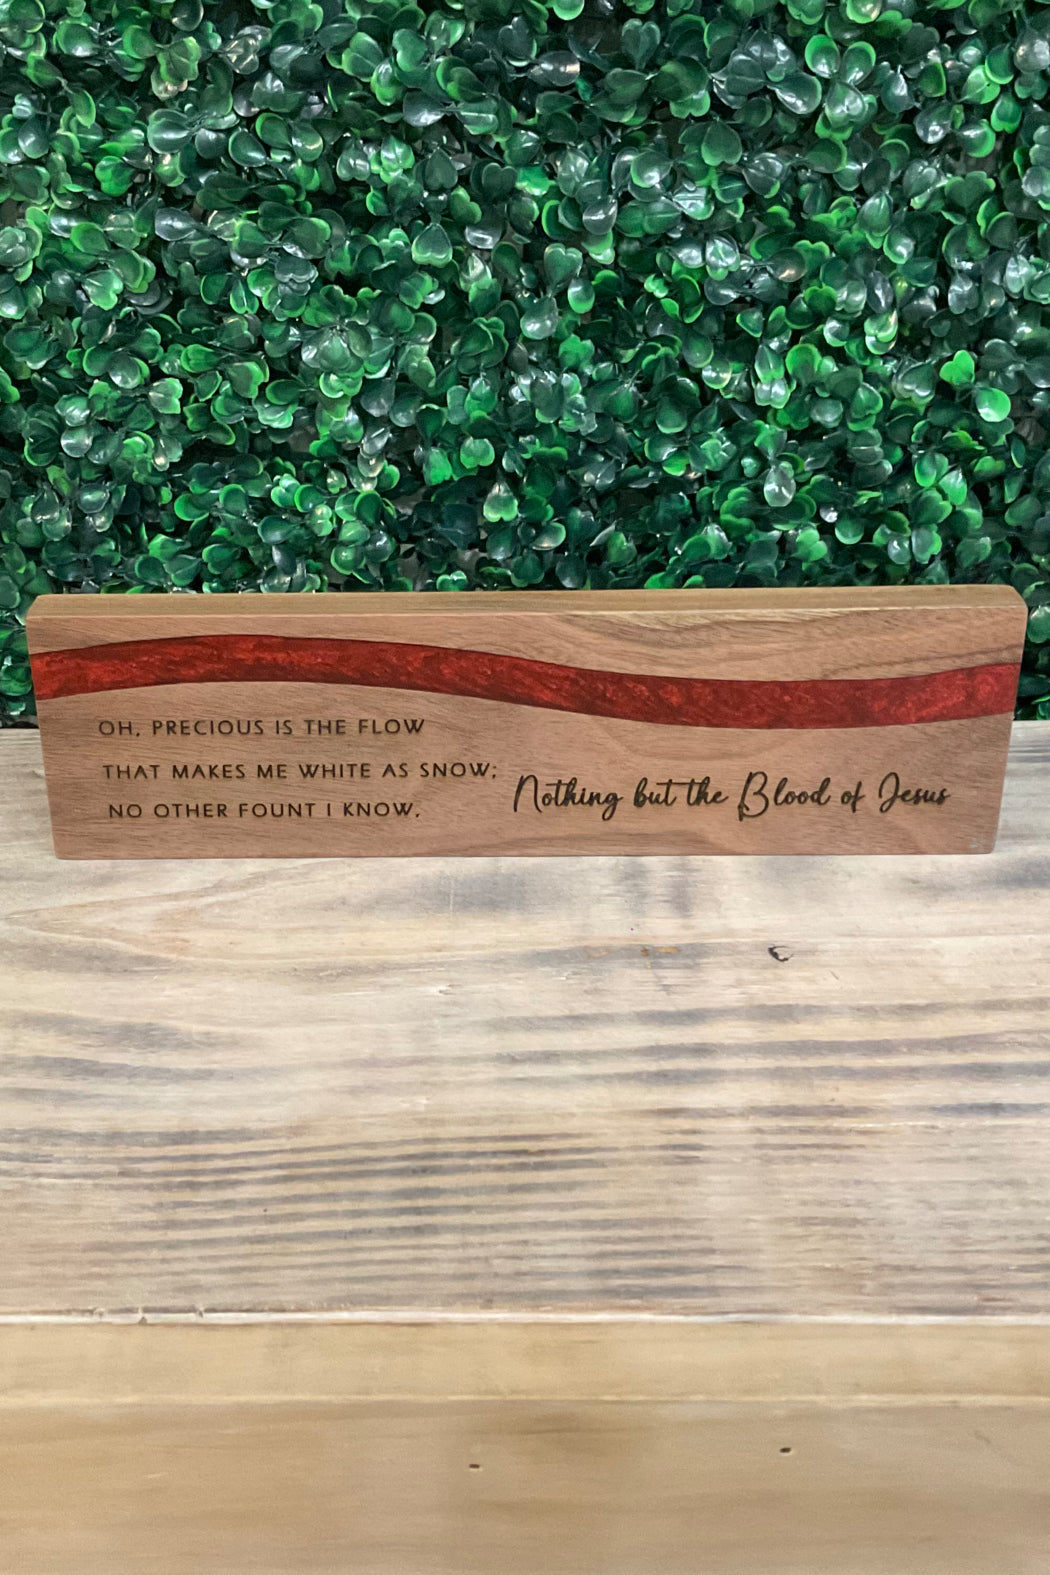 OH, PRECIOUS IS THE FLOW
THAT MAKES ME WHITE AS SNOW;
NO OTHER FOUNT I KNOW,
Nothing but the Blood of Jesus